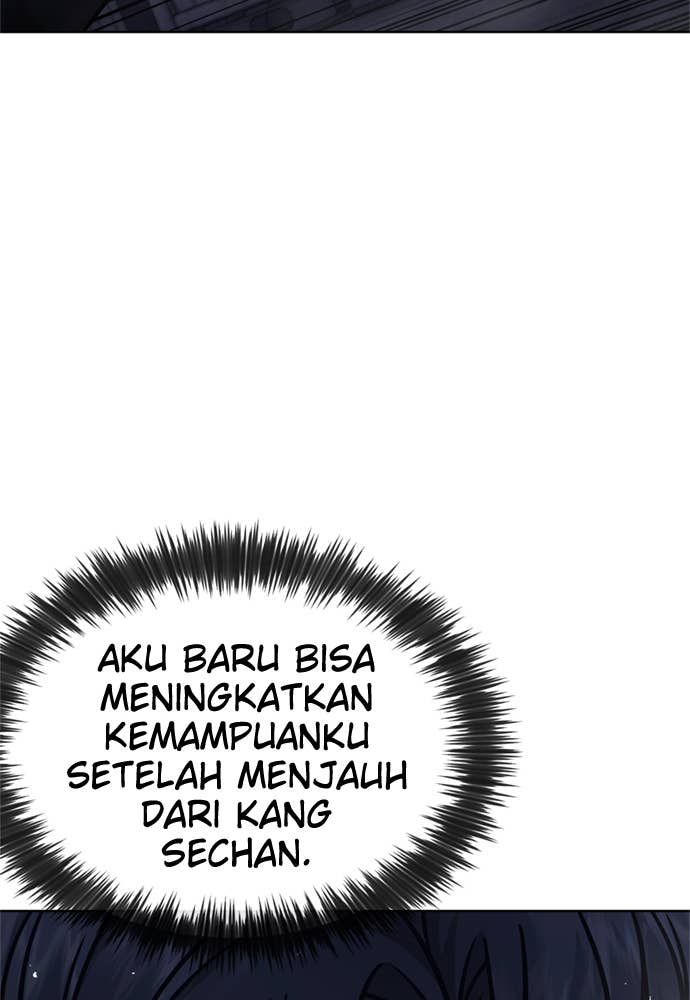 AKU BARU BISA
MENINGKATKAN
KEMAMPUANKU
SETELAH MENJAUH
DARI KANG
SECHAN.